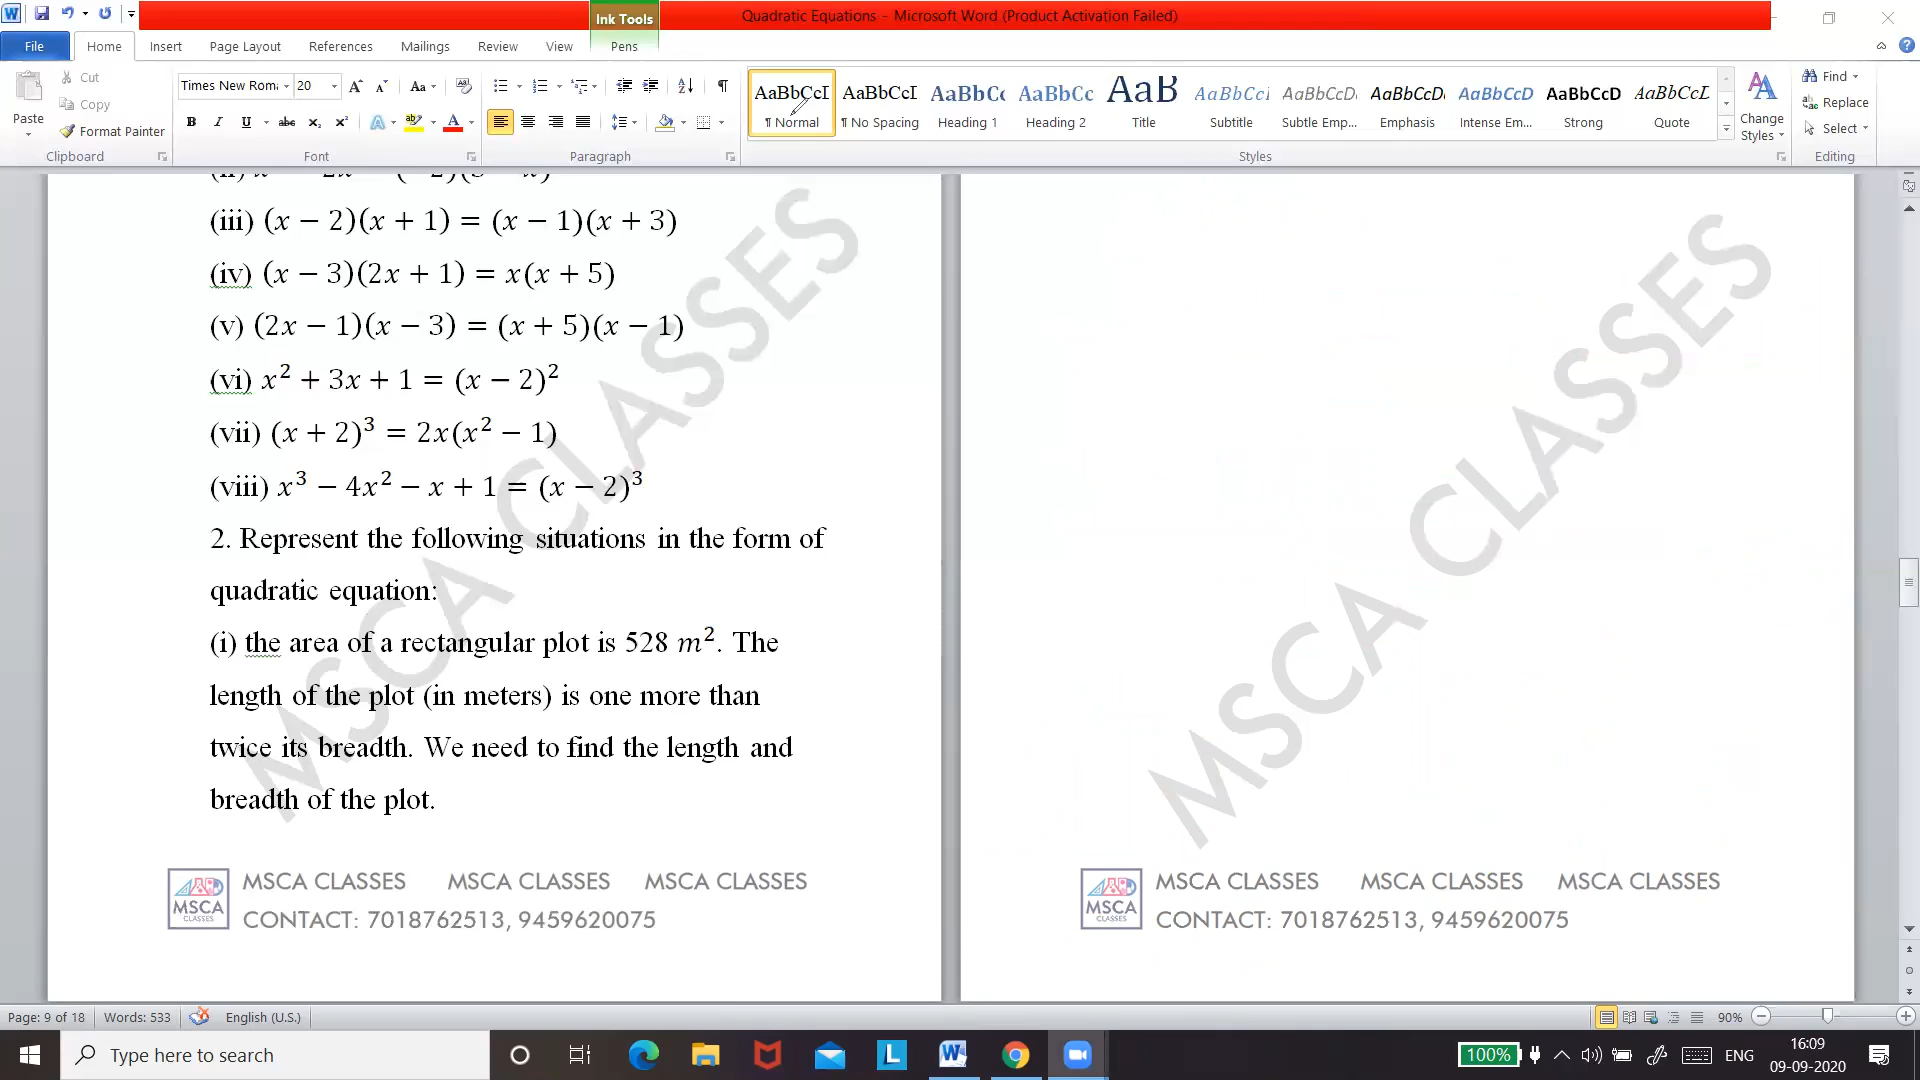 Ink Tools
Quadratic Equations - Microsoft Word (Product Activation Failed)
File Home Insert Page Layout References Mailings Review View Pens
Paste
Cut
Copy
Format Painter
Clipboard
Times New Rom 20
Font
Paragraph
AaBbCcI AaBbCcI AaBbCc AaBbCc AaB AaBbCcI AaBbCcD AaBbCcD AaBbCcD AaBbCcD AaBbCcL
¶ Normal ¶ No Spacing Heading 1 Heading 2 Title Subtitle Subtle Emp... Emphasis Intense Em... Strong Quote
Change Styles
Styles
Find
Replace
Select
Editing
(iii) (x − 2)(x + 1) = (x − 1)(x + 3)
(iv) (x − 3)(2x + 1) = x(x + 5)
(v) (2x − 1)(x − 3) = (x + 5)(x − 1)
(vi) x² + 3x + 1 = (x − 2)²
(vii) (x + 2)³ = 2x(x² − 1)
(viii) x³ − 4x² − x + 1 = (x − 2)³
2. Represent the following situations in the form of
quadratic equation:
(i) the area of a rectangular plot is 528 m². The
length of the plot (in meters) is one more than
twice its breadth. We need to find the length and
breadth of the plot.
MSCA CLASSES
MSCA CLASSES MSCA CLASSES MSCA CLASSES
CONTACT: 7018762513, 9459620075
MSCA CLASSES
MSCA CLASSES
MSCA CLASSES MSCA CLASSES MSCA CLASSES
CONTACT: 7018762513, 9459620075
MSCA CLASSES
Page: 9 of 18 Words: 533 English (U.S.) 90%
Type here to search
100% ENG
16:09
09-09-2020